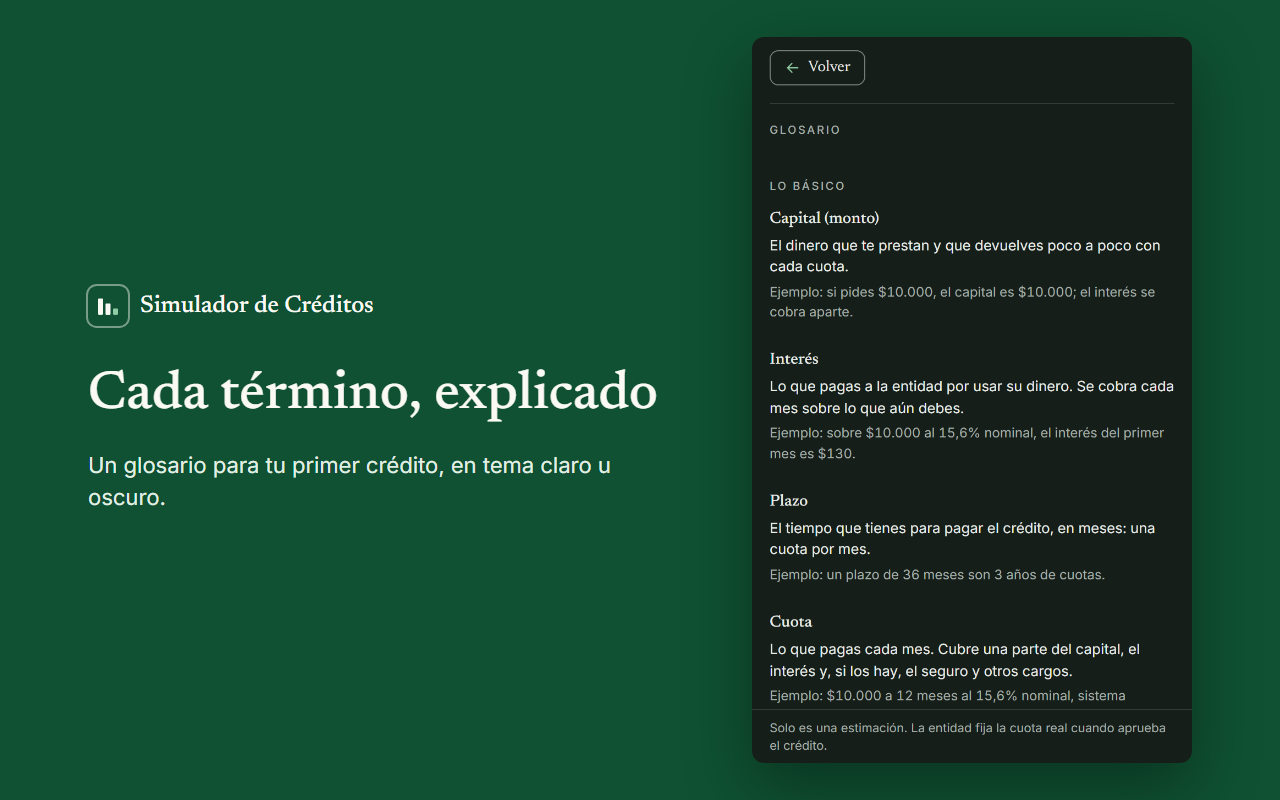 Simulador de Créditos
Cada término, explicado
Un glosario para tu primer crédito, en tema claro u
oscuro.
← Volver
GLOSARIO
LO BÁSICO
Capital (monto)
El dinero que te prestan y que devuelves poco a poco con
cada cuota.
Ejemplo: si pides $10.000, el capital es $10.000; el interés se
cobra aparte.
Interés
Lo que pagas a la entidad por usar su dinero. Se cobra cada
mes sobre lo que aún debes.
Ejemplo: sobre $10.000 al 15,6% nominal, el interés del primer
mes es $130.
Plazo
El tiempo que tienes para pagar el crédito, en meses: una
cuota por mes.
Ejemplo: un plazo de 36 meses son 3 años de cuotas.
Cuota
Lo que pagas cada mes. Cubre una parte del capital, el
interés y, si los hay, el seguro y otros cargos.
Ejemplo: $10.000 a 12 meses al 15,6% nominal, sistema
Solo es una estimación. La entidad fija la cuota real cuando aprueba
el crédito.